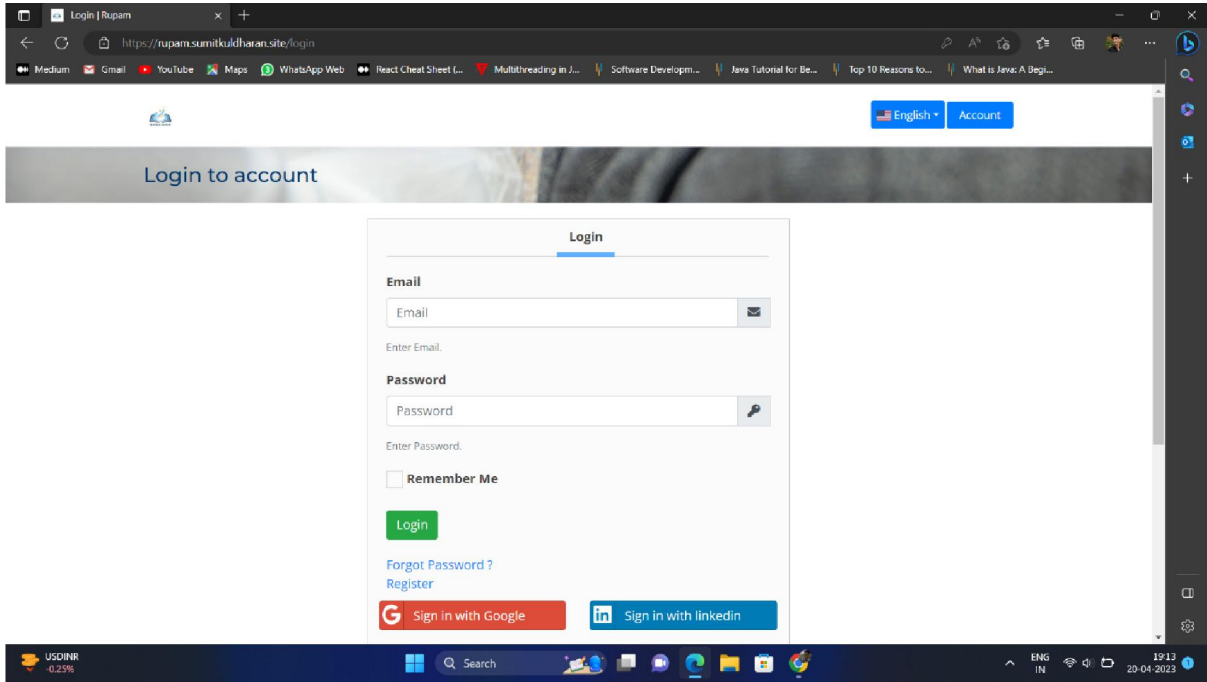 Login | Rupam
https://rupam.sumitkuldharan.site/login
Medium Gmail YouTube Maps WhatsApp Web React Cheat Sheet (... Multithreading in J... Software Developm... Java Tutorial for Be... Top 10 Reasons to... What is Java: A Begi...
English Account
Login to account
Login
Email
Email
Enter Email.
Password
Password
Enter Password.
Remember Me
Login
Forgot Password ?
Register
G Sign in with Google in Sign in with linkedin
USDINR
-0.25%
Search
ENG
IN
19:13
20-04-2023
1